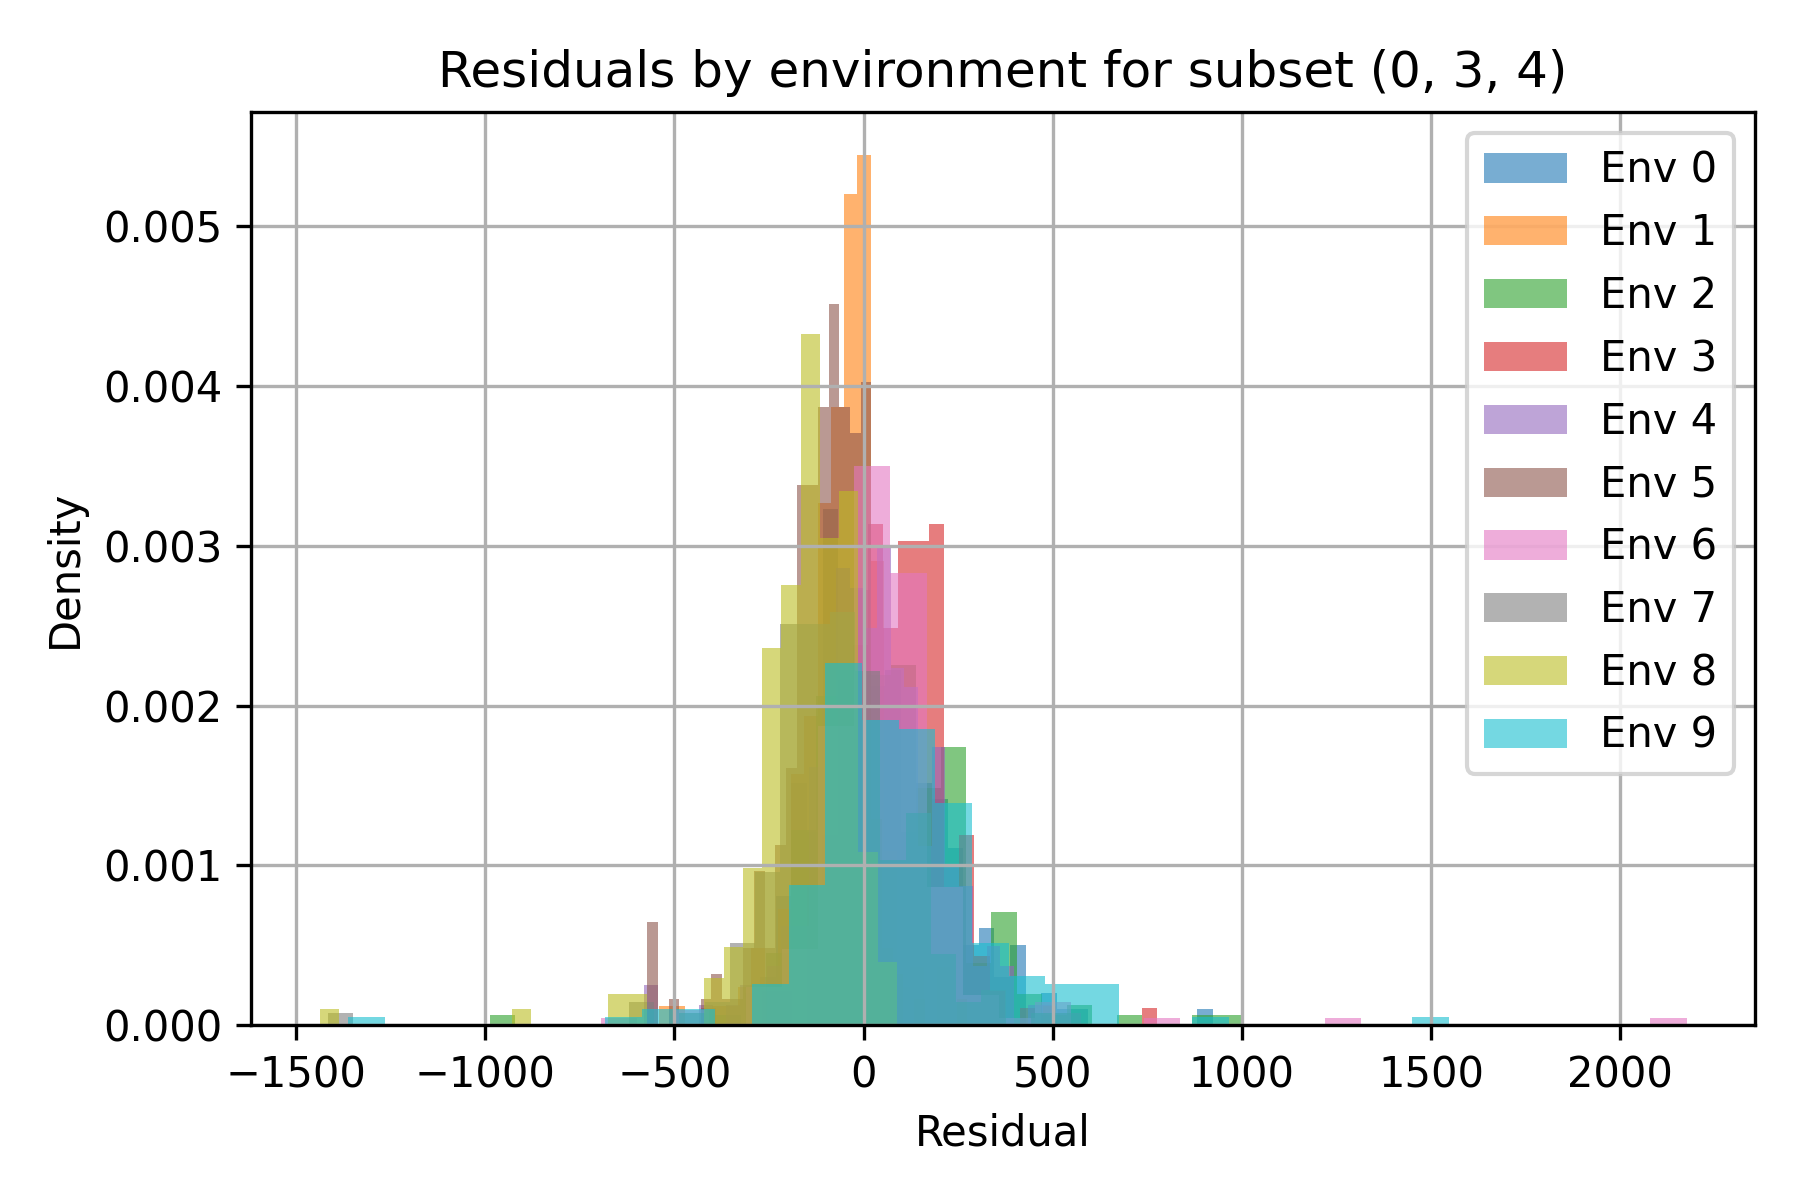 Residuals by environment for subset (0, 3, 4)
Density
0.005
0.004
0.003
0.002
0.001
0.000
−1500
−1000
−500
0
500
1000
1500
2000
Residual
Env 0
Env 1
Env 2
Env 3
Env 4
Env 5
Env 6
Env 7
Env 8
Env 9